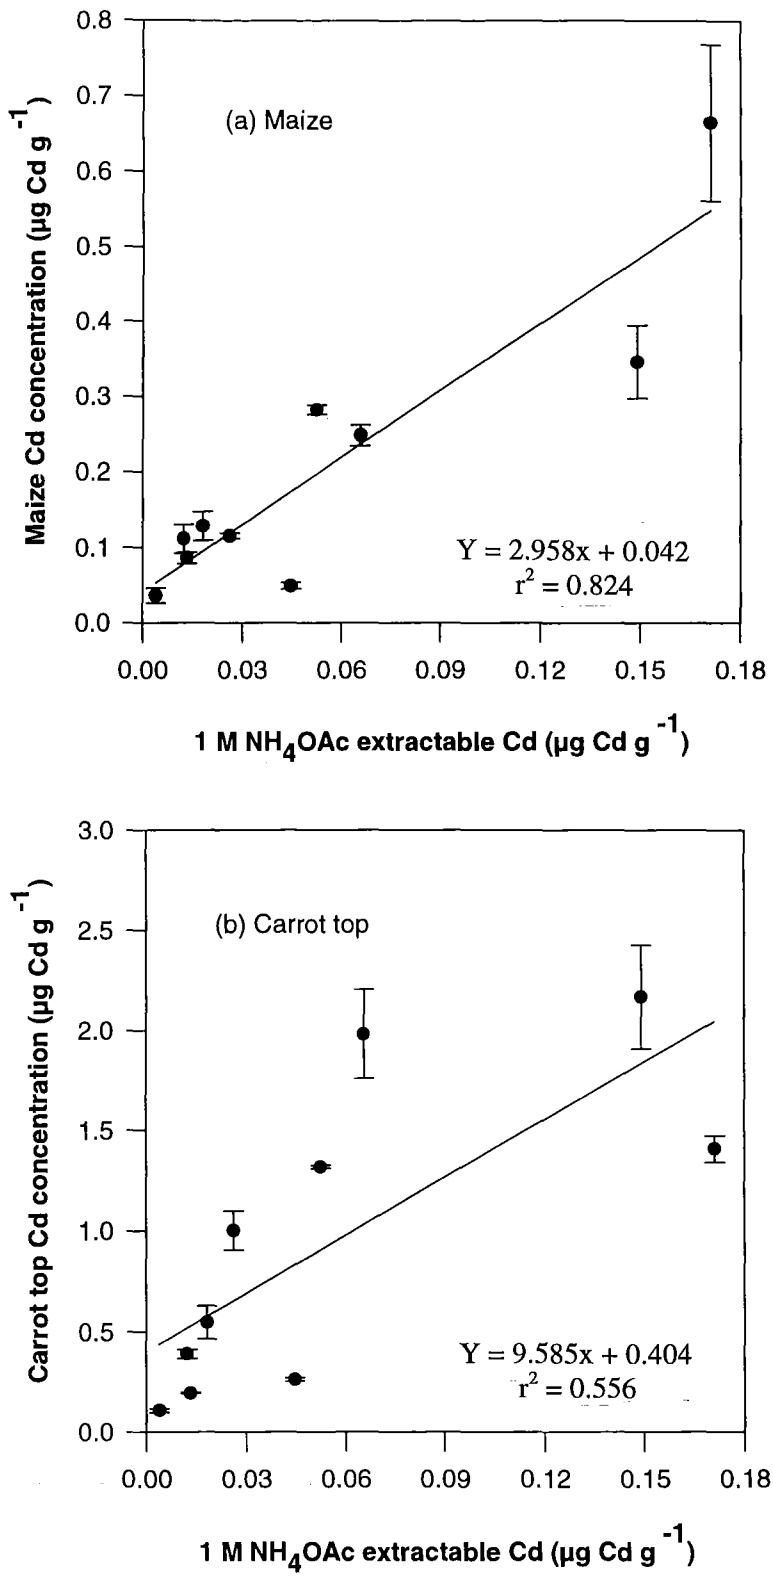 0.8
0.7
0.6
0.5
0.4
0.3
0.2
0.1
0.0
Maize Cd concentration (µg Cd g⁻¹)
(a) Maize
Y = 2.958x + 0.042
r² = 0.824
0.00 0.03 0.06 0.09 0.12 0.15 0.18
1 M NH₄OAc extractable Cd (µg Cd g⁻¹)
3.0
2.5
2.0
1.5
1.0
0.5
0.0
Carrot top Cd concentration (µg Cd g⁻¹)
(b) Carrot top
Y = 9.585x + 0.404
r² = 0.556
0.00 0.03 0.06 0.09 0.12 0.15 0.18
1 M NH₄OAc extractable Cd (µg Cd g⁻¹)